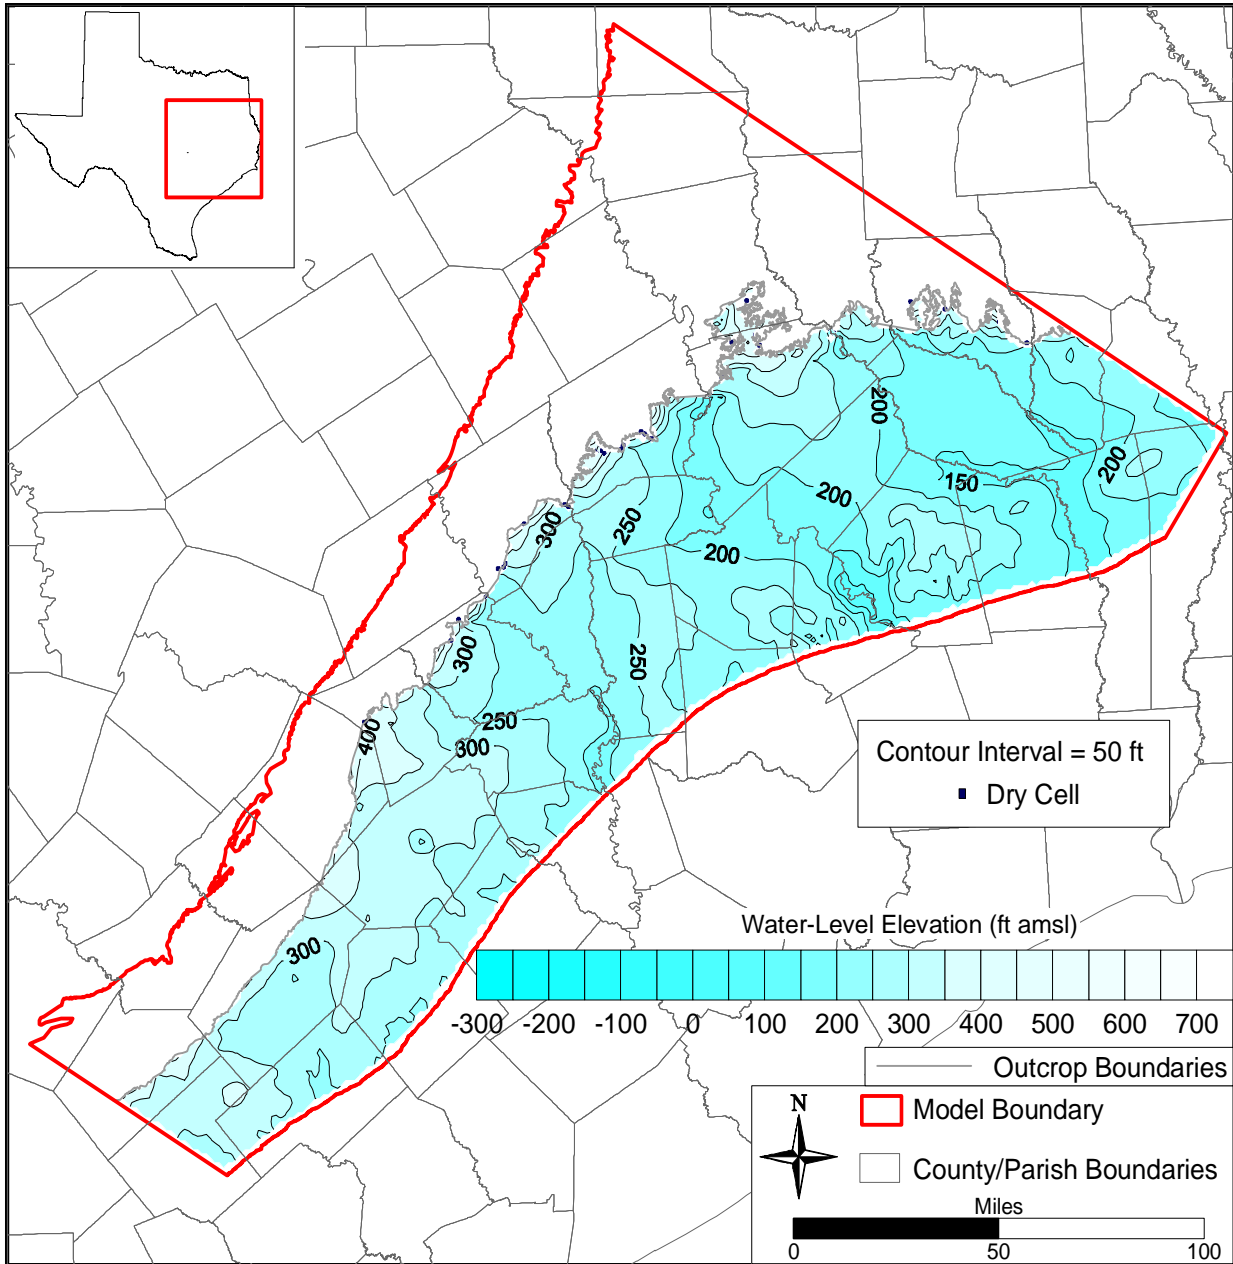 200
200
150
200
300
250
200
300
250
250
400
300
300
Contour Interval = 50 ft
Dry Cell
Water-Level Elevation (ft amsl)
-300 -200 -100 0 100 200 300 400 500 600 700
Outcrop Boundaries
N
Model Boundary
County/Parish Boundaries
Miles
0 50 100